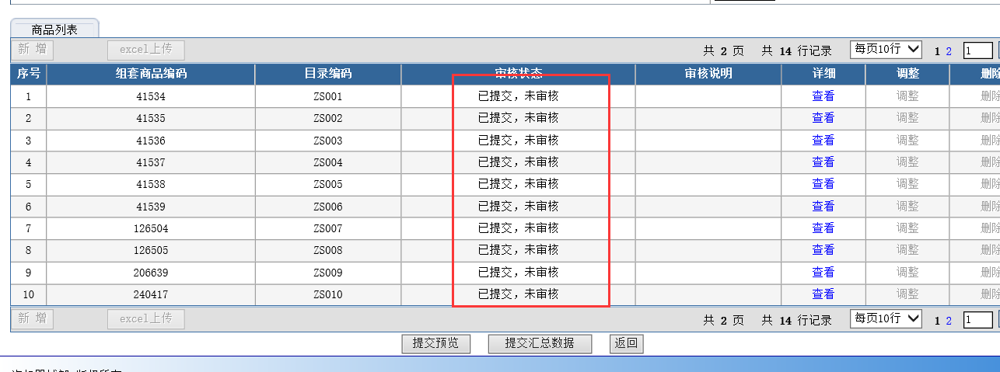 商品列表
新 增 excel上传 共 2 页 共 14 行记录 每页10行 1 2 1
序号 组套商品编码 目录编码 审核状态 审核说明 详细 调整 删除
1 41534 ZS001 已提交，未审核 查看 调整 删除
2 41535 ZS002 已提交，未审核 查看 调整 删除
3 41536 ZS003 已提交，未审核 查看 调整 删除
4 41537 ZS004 已提交，未审核 查看 调整 删除
5 41538 ZS005 已提交，未审核 查看 调整 删除
6 41539 ZS006 已提交，未审核 查看 调整 删除
7 126504 ZS007 已提交，未审核 查看 调整 删除
8 126505 ZS008 已提交，未审核 查看 调整 删除
9 206639 ZS009 已提交，未审核 查看 调整 删除
10 240417 ZS010 已提交，未审核 查看 调整 删除
新 增 excel上传 共 2 页 共 14 行记录 每页10行 1 2 1
提交预览 提交汇总数据 返回